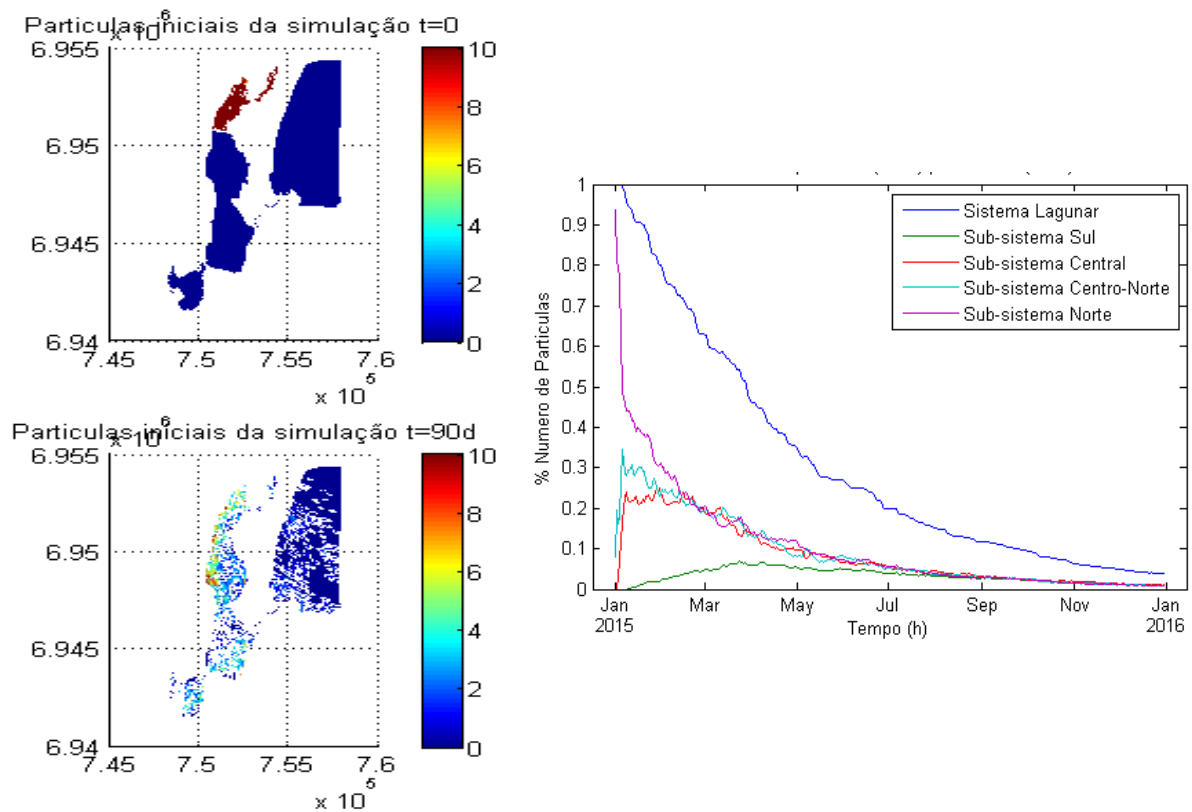 Particulas iniciais da simulação t=0
x 10^6
6.955
6.95
6.945
6.94
7.45 7.5 7.55 7.6
x 10^5
10
8
6
4
2
0
Particulas iniciais da simulação t=90d
x 10^6
6.955
6.95
6.945
6.94
7.45 7.5 7.55 7.6
x 10^5
10
8
6
4
2
0
% Numero de Particulas
1
0.9
0.8
0.7
0.6
0.5
0.4
0.3
0.2
0.1
0
Sistema Lagunar
Sub-sistema Sul
Sub-sistema Central
Sub-sistema Centro-Norte
Sub-sistema Norte
Jan Mar May Jul Sep Nov Jan
2015 2016
Tempo (h)